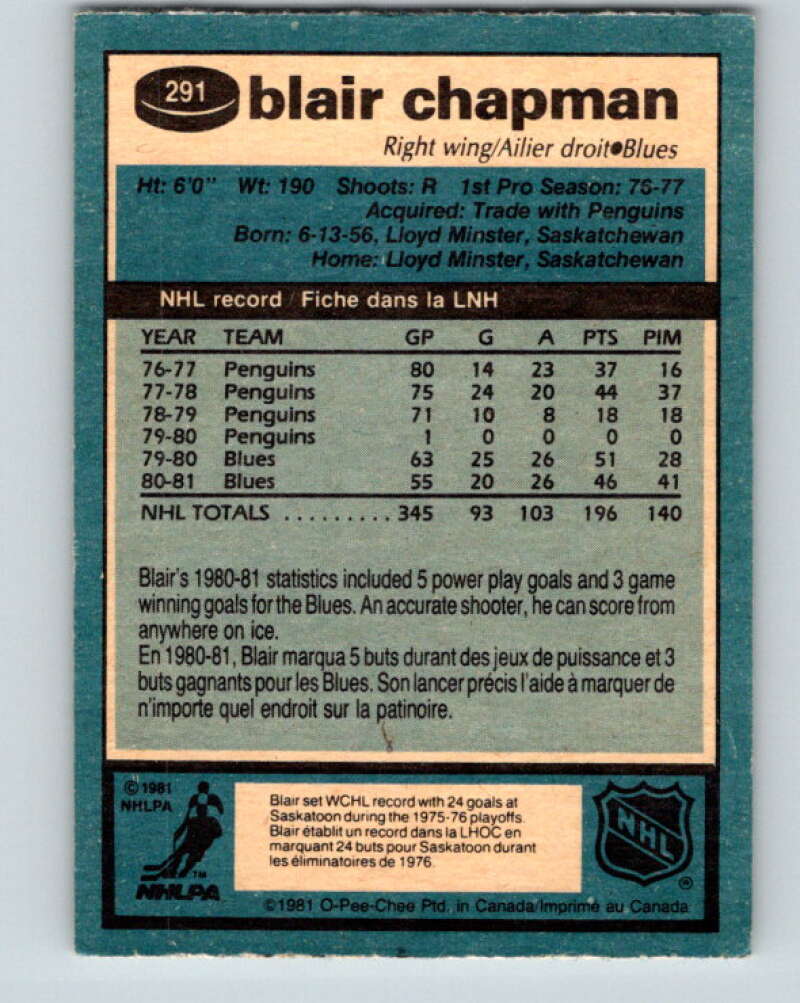 291 blair chapman
Right wing/Ailier droit●Blues
Ht: 6'0" Wt: 190 Shoots: R 1st Pro Season: 76-77
Acquired: Trade with Penguins
Born: 6-13-56, Lloyd Minster, Saskatchewan
Home: Lloyd Minster, Saskatchewan
NHL record / Fiche dans la LNH
YEAR TEAM GP G A PTS PIM
76-77 Penguins 80 14 23 37 16
77-78 Penguins 75 24 20 44 37
78-79 Penguins 71 10 8 18 18
79-80 Penguins 1 0 0 0 0
79-80 Blues 63 25 26 51 28
80-81 Blues 55 20 26 46 41
NHL TOTALS .......... 345 93 103 196 140
Blair's 1980-81 statistics included 5 power play goals and 3 game
winning goals for the Blues. An accurate shooter, he can score from
anywhere on ice.
En 1980-81, Blair marqua 5 buts durant des jeux de puissance et 3
buts gagnants pour les Blues. Son lancer précis l'aide à marquer de
n'importe quel endroit sur la patinoire.
© 1981
NHLPA
TM
NHLPA
Blair set WCHL record with 24 goals at
Saskatoon during the 1975-76 playoffs.
Blair établit un record dans la LHOC en
marquant 24 buts pour Saskatoon durant
les éliminatoires de 1976.
NHL
®
©1981 O-Pee-Chee Ptd. in Canada/Imprimé au Canada